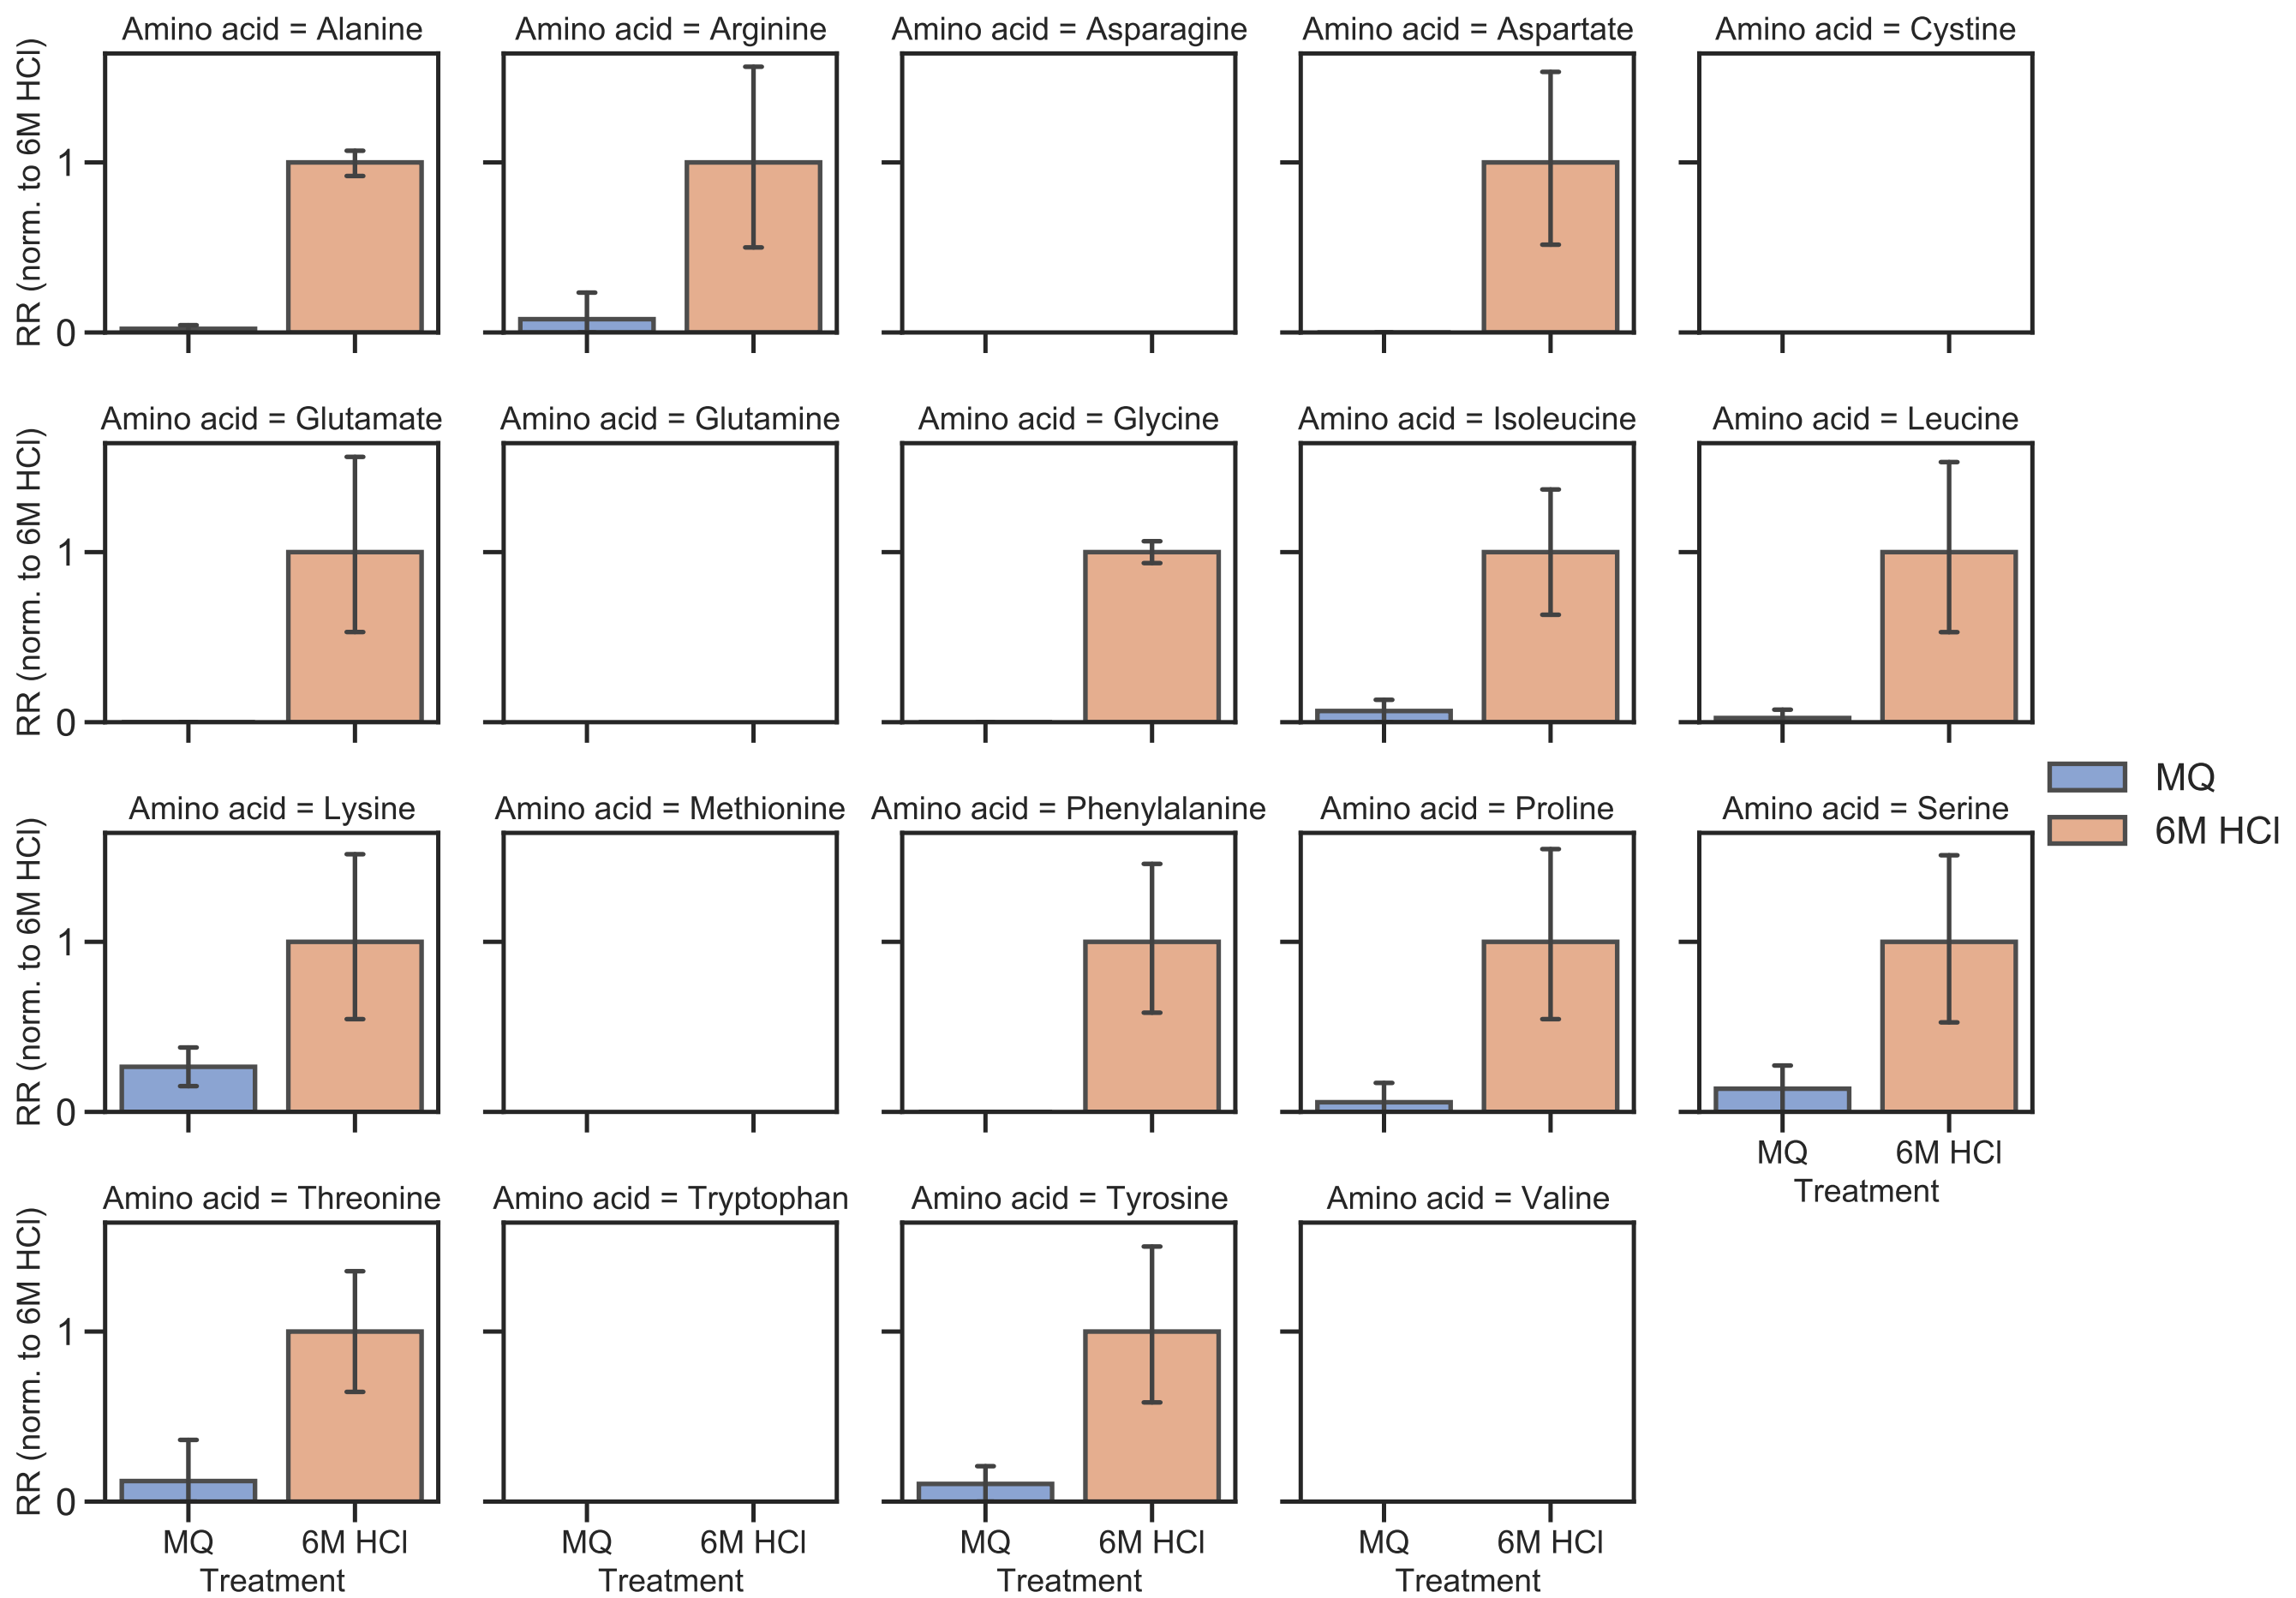 Amino acid = Alanine
Amino acid = Arginine
Amino acid = Asparagine
Amino acid = Aspartate
Amino acid = Cystine
RR (norm. to 6M HCl)
1
0
Amino acid = Glutamate
Amino acid = Glutamine
Amino acid = Glycine
Amino acid = Isoleucine
Amino acid = Leucine
RR (norm. to 6M HCl)
1
0
MQ
6M HCl
Amino acid = Lysine
Amino acid = Methionine
Amino acid = Phenylalanine
Amino acid = Proline
Amino acid = Serine
RR (norm. to 6M HCl)
1
0
MQ
6M HCl
Treatment
Amino acid = Threonine
Amino acid = Tryptophan
Amino acid = Tyrosine
Amino acid = Valine
RR (norm. to 6M HCl)
1
0
MQ
6M HCl
MQ
6M HCl
MQ
6M HCl
MQ
6M HCl
Treatment
Treatment
Treatment
Treatment